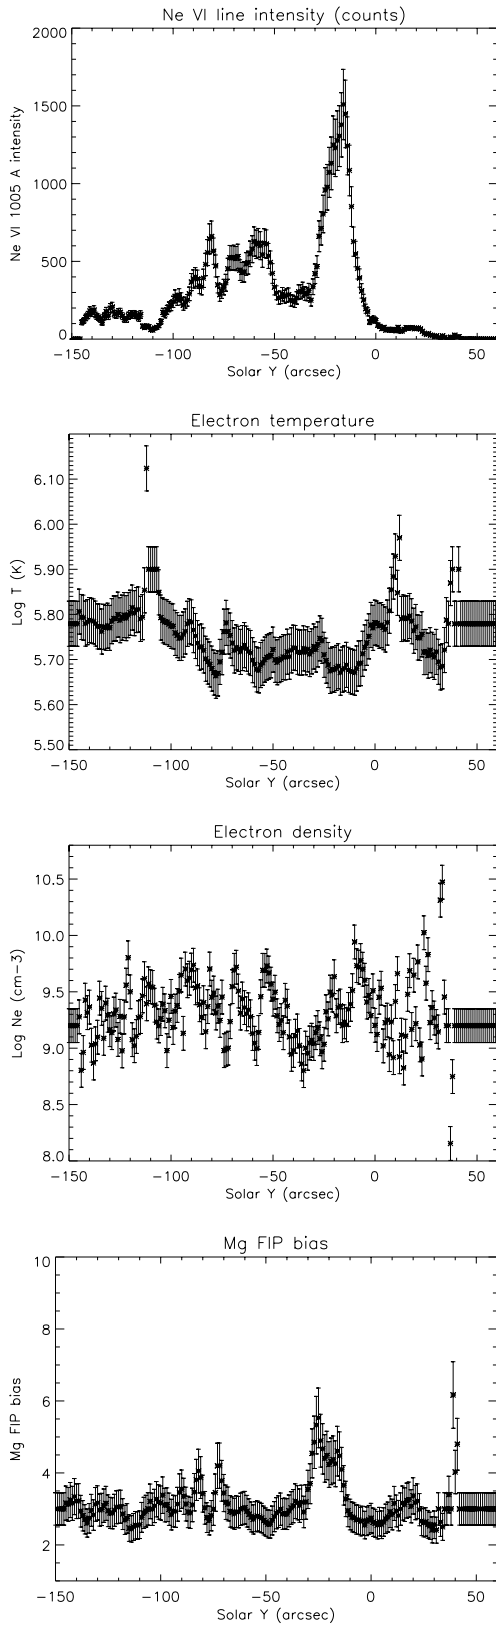 Ne VI line intensity (counts)
2000
1500
1000
500
0
Ne VI 1005 A intensity
−150 −100 −50 0 50
Solar Y (arcsec)
Electron temperature
6.10
6.00
5.90
5.80
5.70
5.60
5.50
Log T (K)
−150 −100 −50 0 50
Solar Y (arcsec)
Electron density
10.5
10.0
9.5
9.0
8.5
8.0
Log Ne (cm−3)
−150 −100 −50 0 50
Solar Y (arcsec)
Mg FIP bias
10
8
6
4
2
Mg FIP bias
−150 −100 −50 0 50
Solar Y (arcsec)